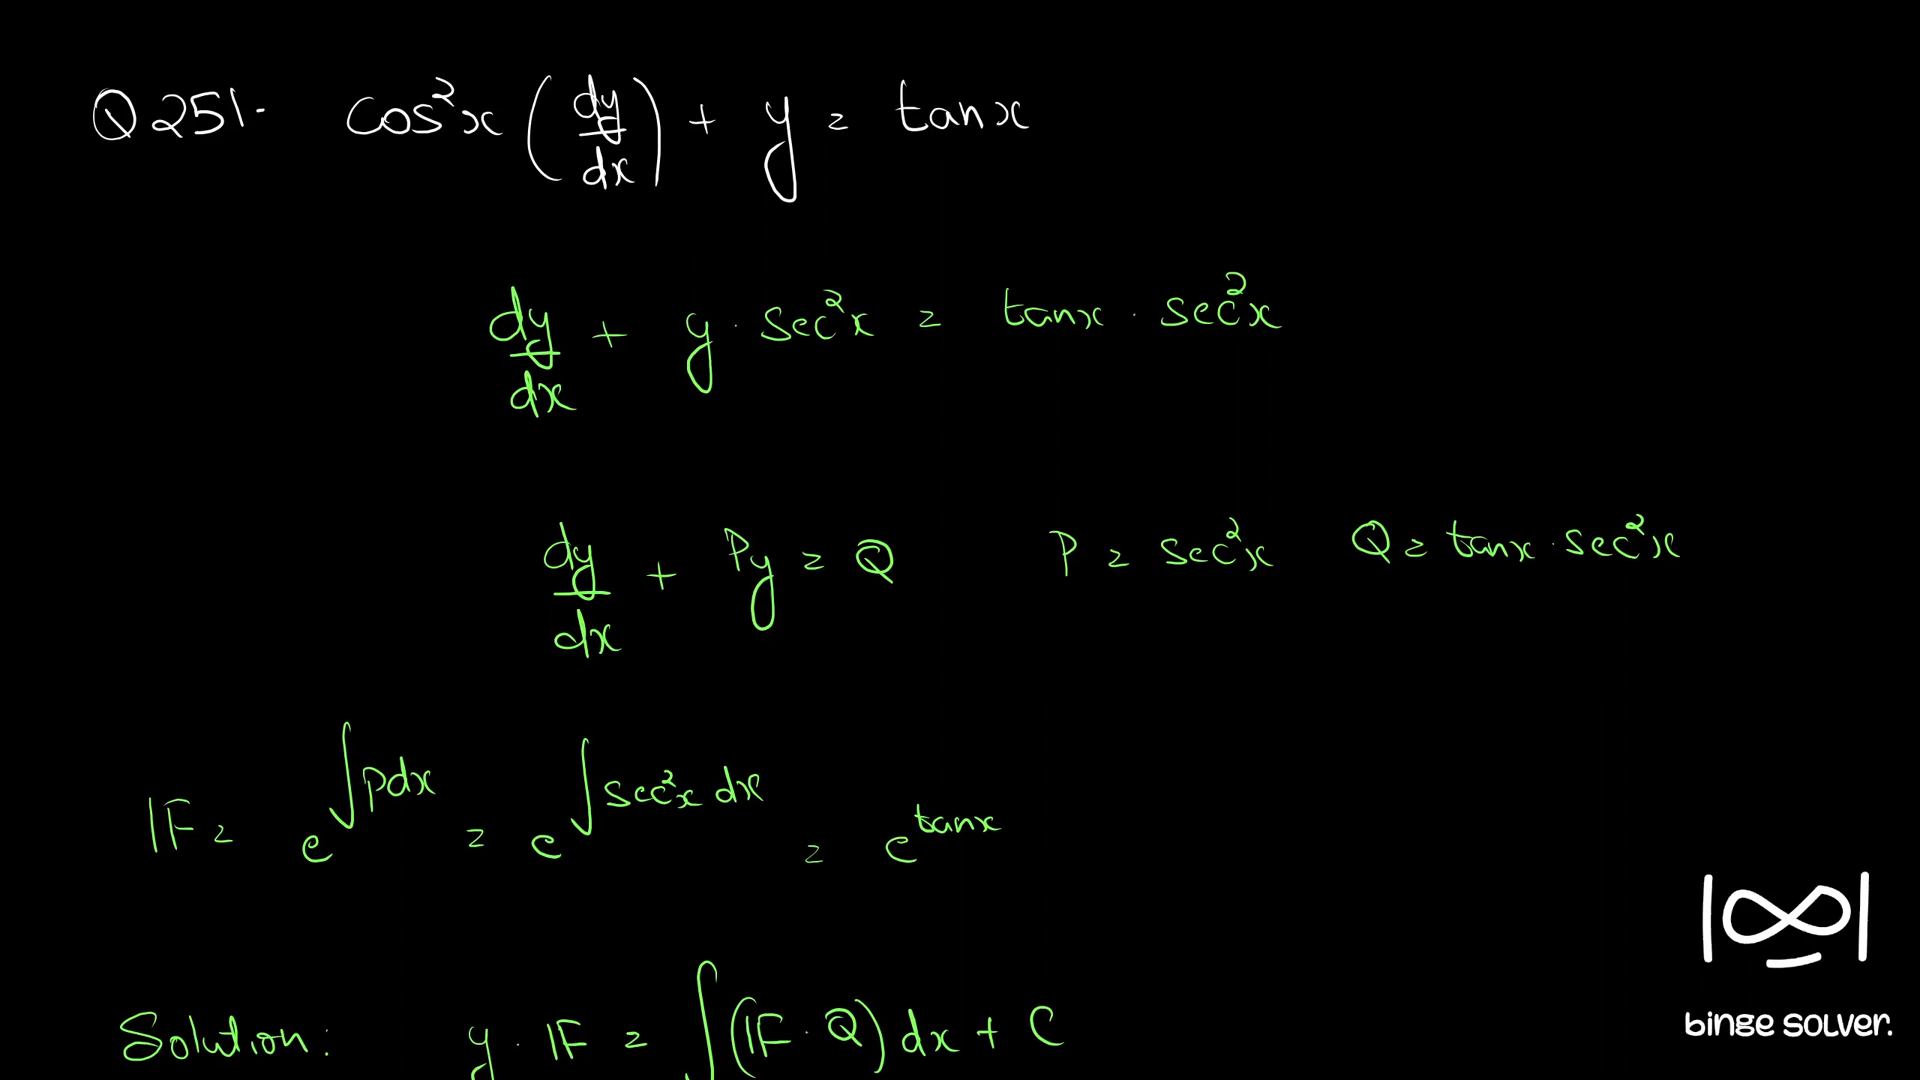 Q251. cos²x (dy/dx) + y = tanx
dy/dx + y · sec²x = tanx · sec²x
dy/dx + Py = Q P = sec²x Q = tanx · sec²x
IF = e^∫Pdx = e^∫sec²x dx = e^tanx
Solution: y · IF = ∫(IF · Q) dx + C
binge solver.